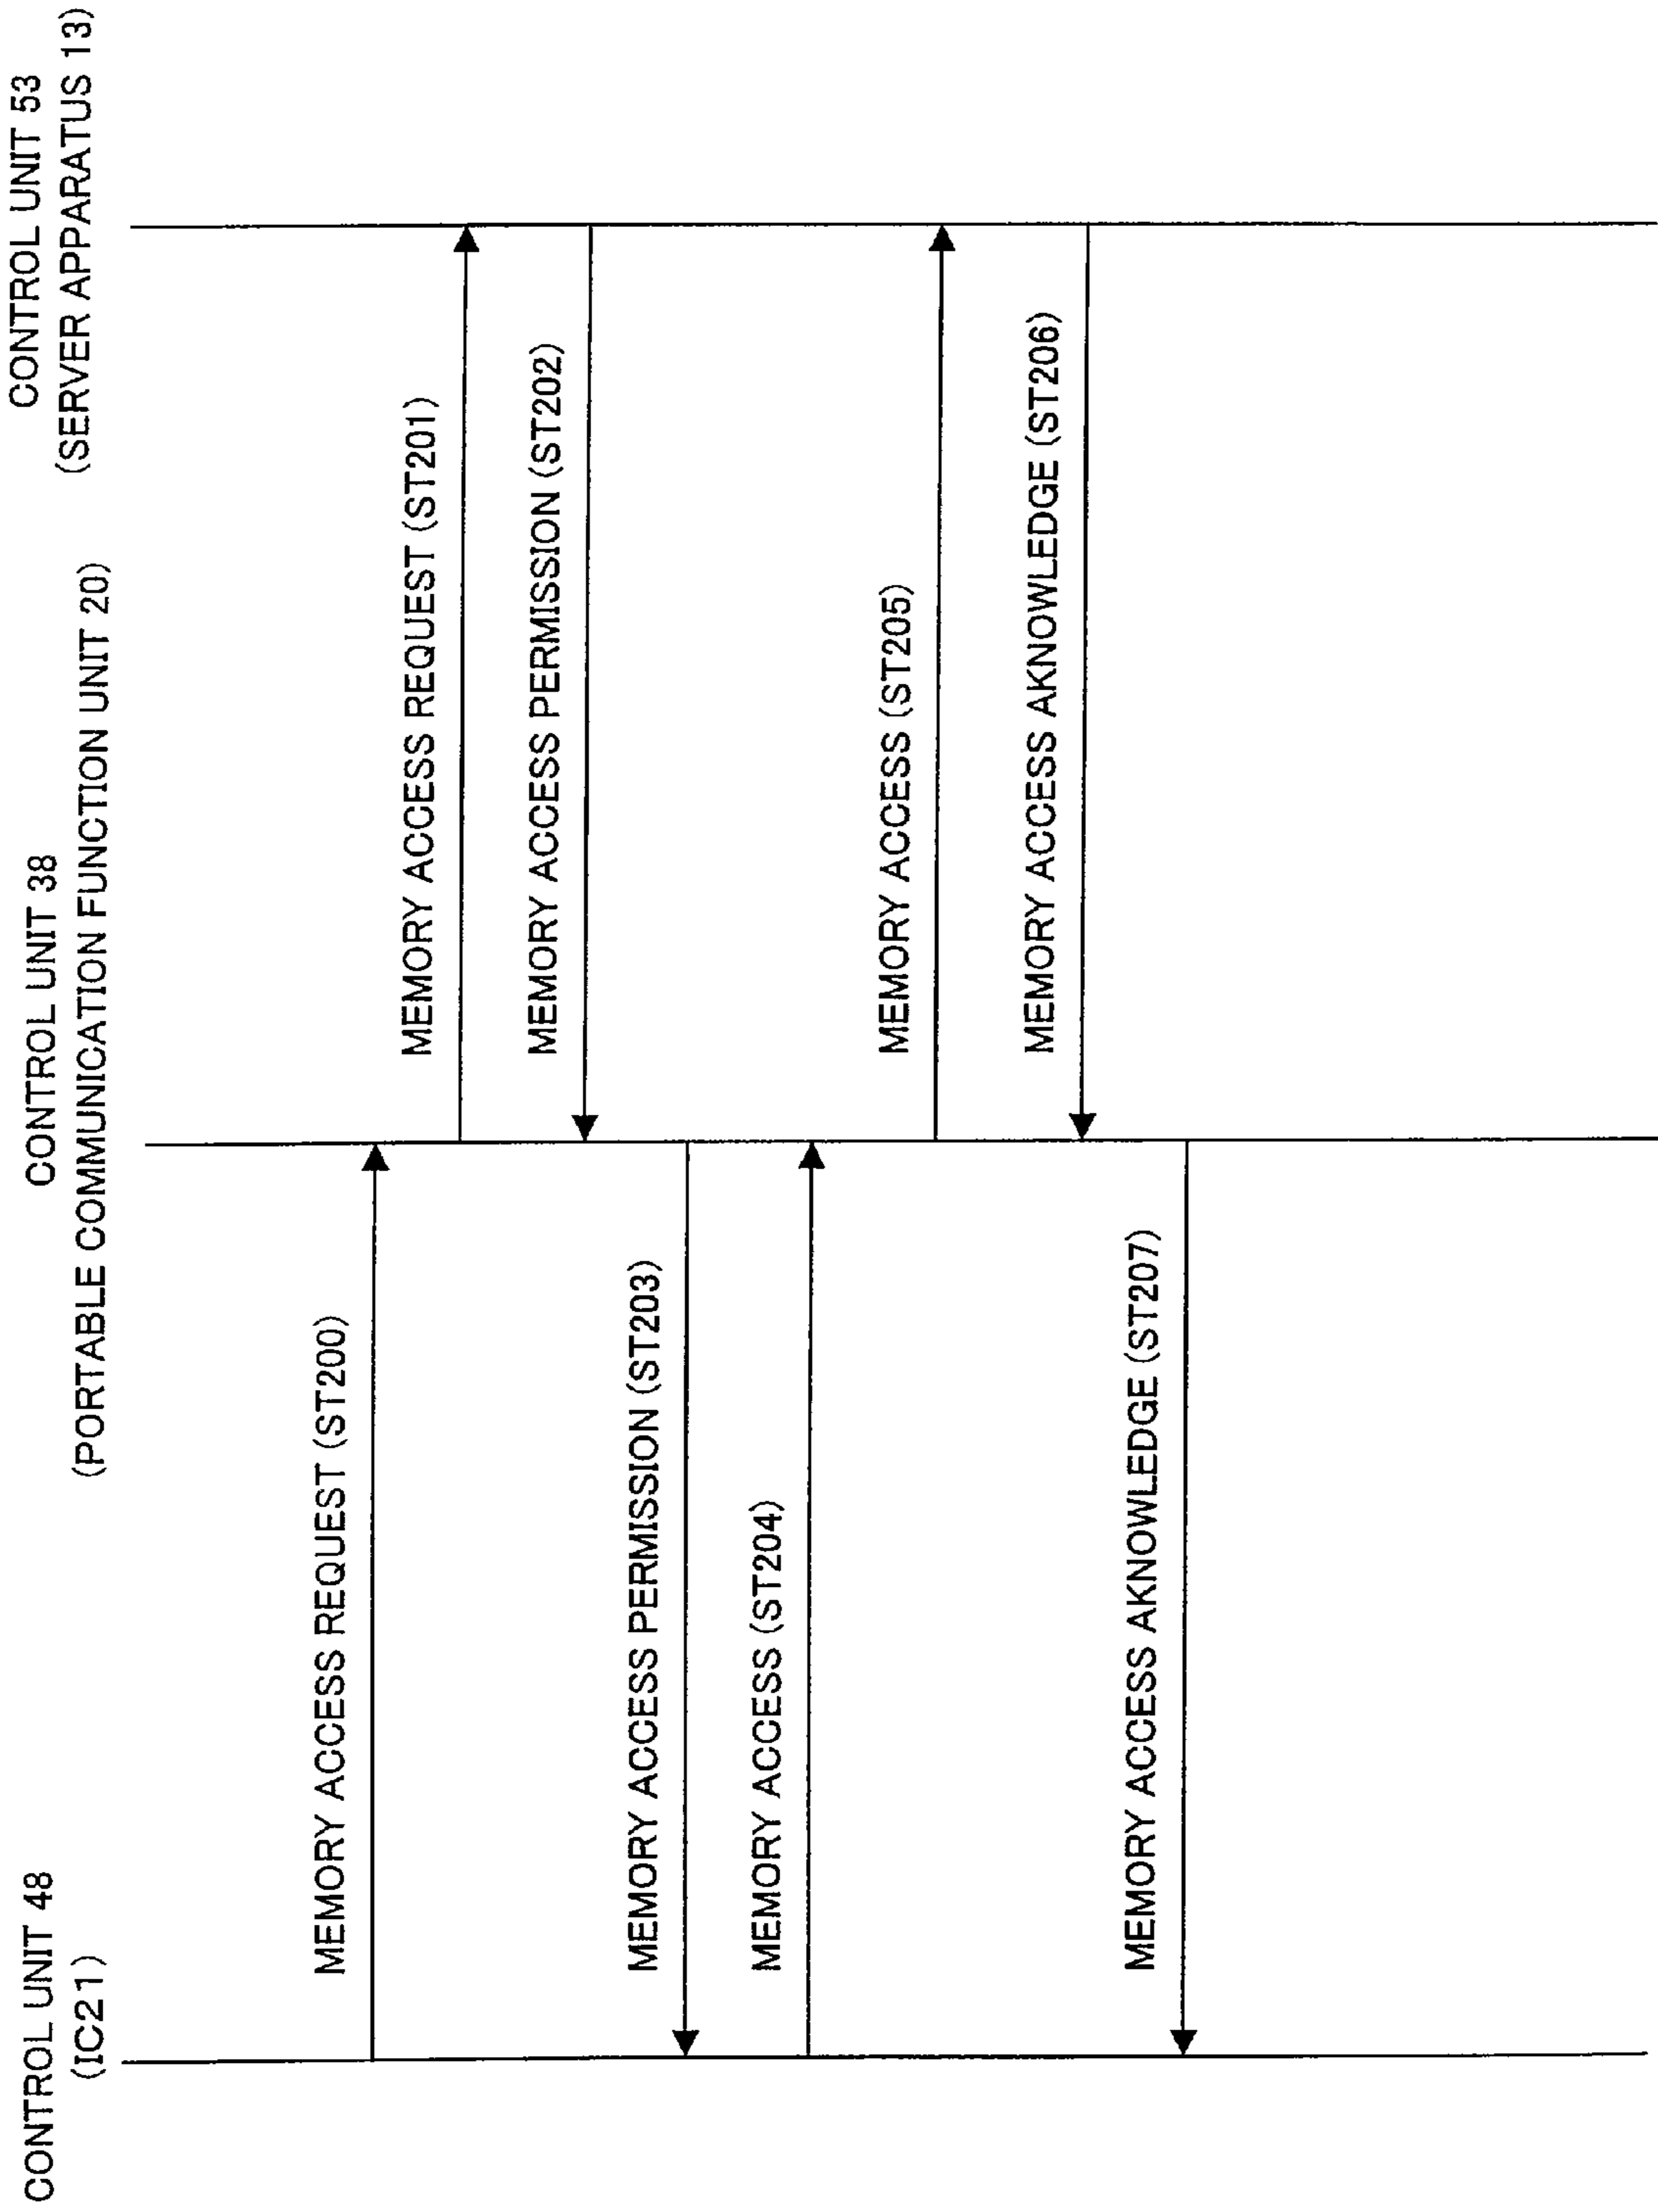 CONTROL UNIT 48
(IC21)
CONTROL UNIT 38
(PORTABLE COMMUNICATION FUNCTION UNIT 20)
CONTROL UNIT 53
(SERVER APPARATUS 13)
MEMORY ACCESS REQUEST (ST200)
MEMORY ACCESS REQUEST (ST201)
MEMORY ACCESS PERMISSION (ST202)
MEMORY ACCESS PERMISSION (ST203)
MEMORY ACCESS (ST204)
MEMORY ACCESS (ST205)
MEMORY ACCESS AKNOWLEDGE (ST206)
MEMORY ACCESS AKNOWLEDGE (ST207)